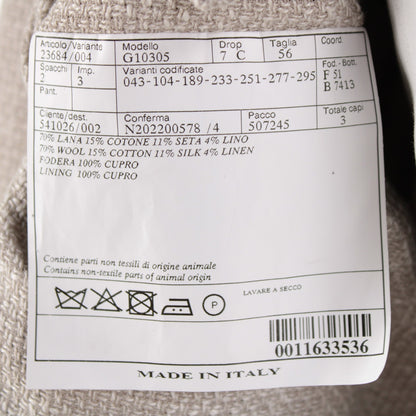 Articolo/Variante Modello Drop Taglia Coord.
23684/004 G10305 7 C 56
Spacchi Imp. Varianti codificate Fod.-Bott.
2 3 043-104-189-233-251-277-295 F 51
Pant. B 7413
Cliente/dest. Conferma Pacco Totale capi
541026/002 N202200578 /4 507245 3
70% LANA 15% COTONE 11% SETA 4% LINO
70% WOOL 15% COTTON 11% SILK 4% LINEN
FODERA 100% CUPRO
LINING 100% CUPRO
Contiene parti non tessili di origine animale
Contains non-textile parts of animal origin
P
LAVARE A SECCO
0011633536
MADE IN ITALY